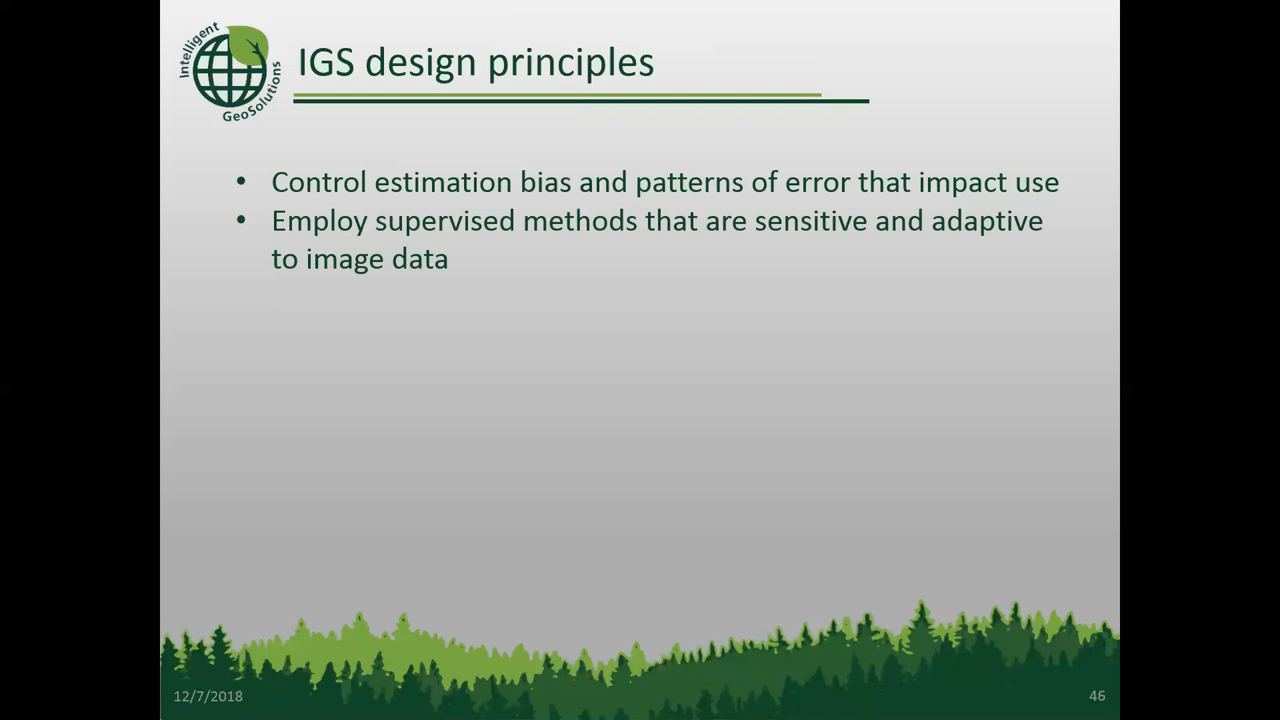 Intelligent
GeoSolutions
IGS design principles
• Control estimation bias and patterns of error that impact use
• Employ supervised methods that are sensitive and adaptive
to image data
12/7/2018
46